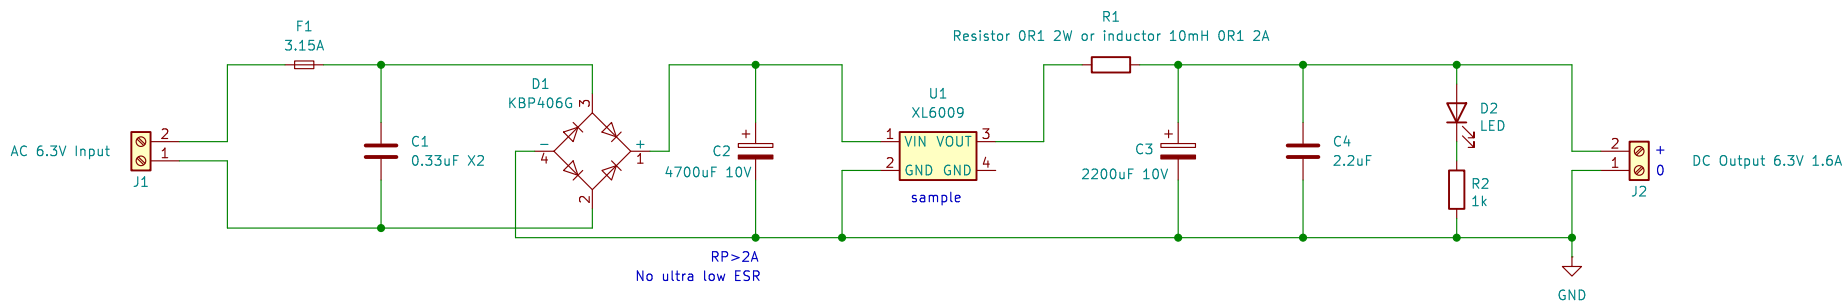 F1
3.15A
AC 6.3V Input
2
1
J1
C1
0.33uF X2
D1
KBP406G
3
−
4
+
1
2
C2
+
4700uF 10V
RP>2A
No ultra low ESR
U1
XL6009
1
2
VIN VOUT
GND GND
3
4
sample
R1
Resistor 0R1 2W or inductor 10mH 0R1 2A
+
C3
2200uF 10V
C4
2.2uF
D2
LED
R2
1k
2
1
+
0
J2
DC Output 6.3V 1.6A
GND